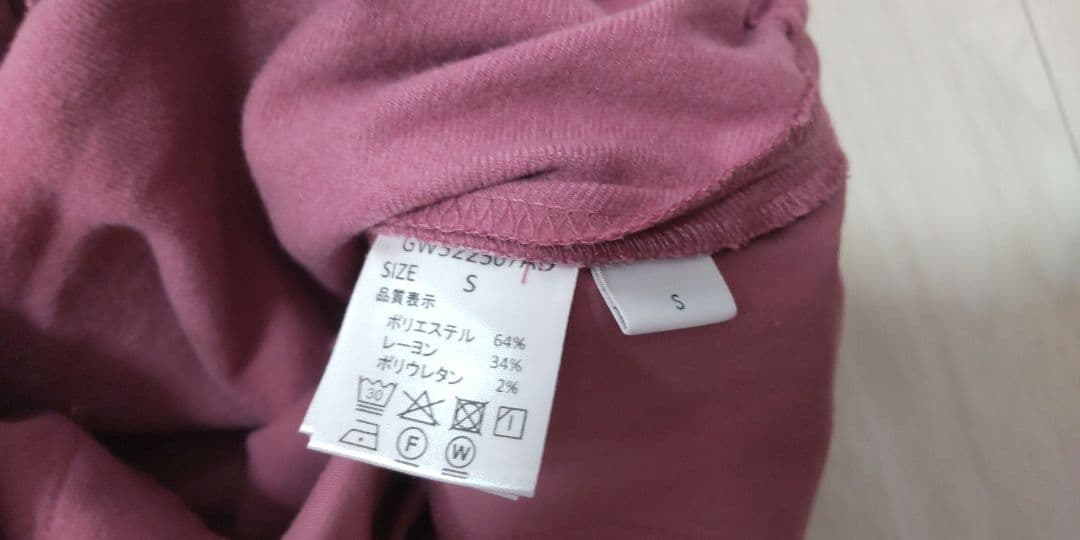 SIZE S
品質表示
ポリエステル 64%
レーヨン 34%
ポリウレタン 2%
30
F W
S